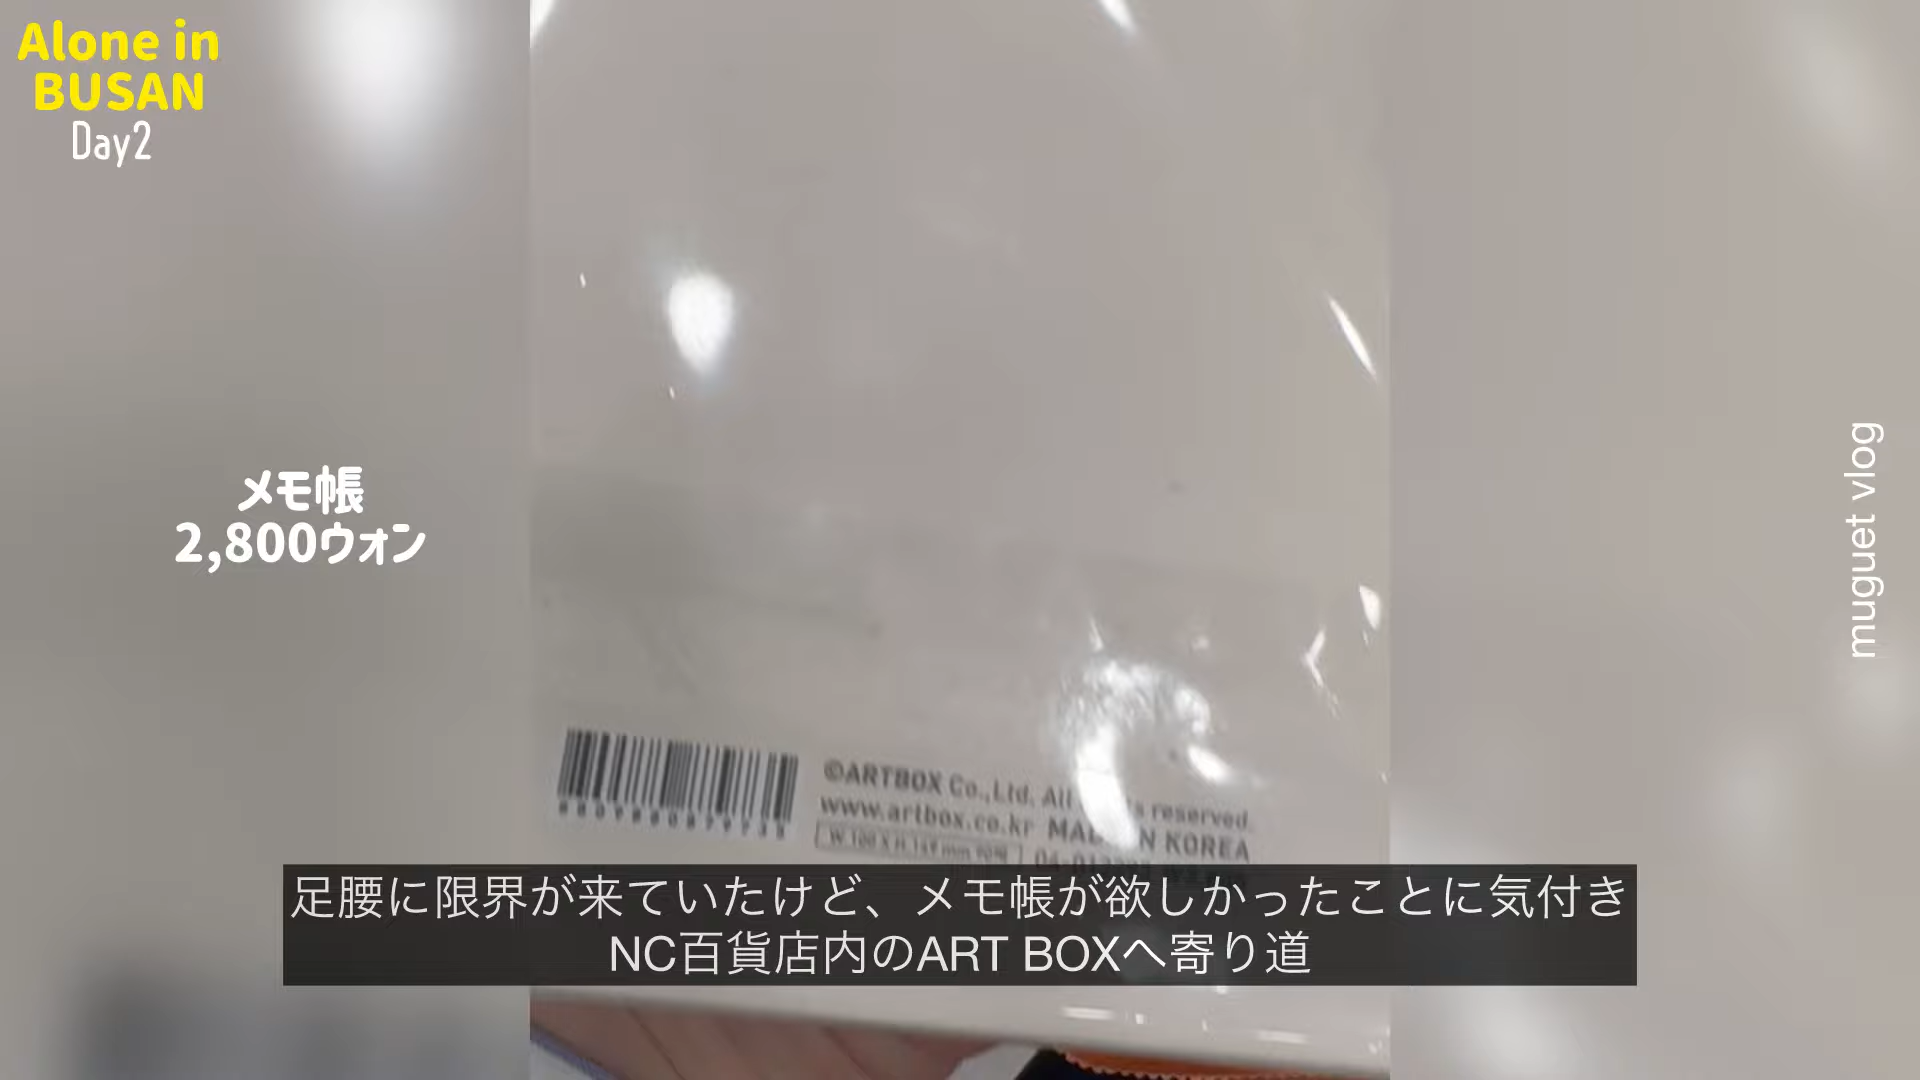 Alone in
BUSAN
Day2
メモ帳
2,800ウォン
muguet vlog
©ARTBOX Co.,Ltd. All reserved.
www.artbox.co.kr MADE IN KOREA
足腰に限界が来ていたけど、メモ帳が欲しかったことに気付き
NC百貨店内のART BOXへ寄り道